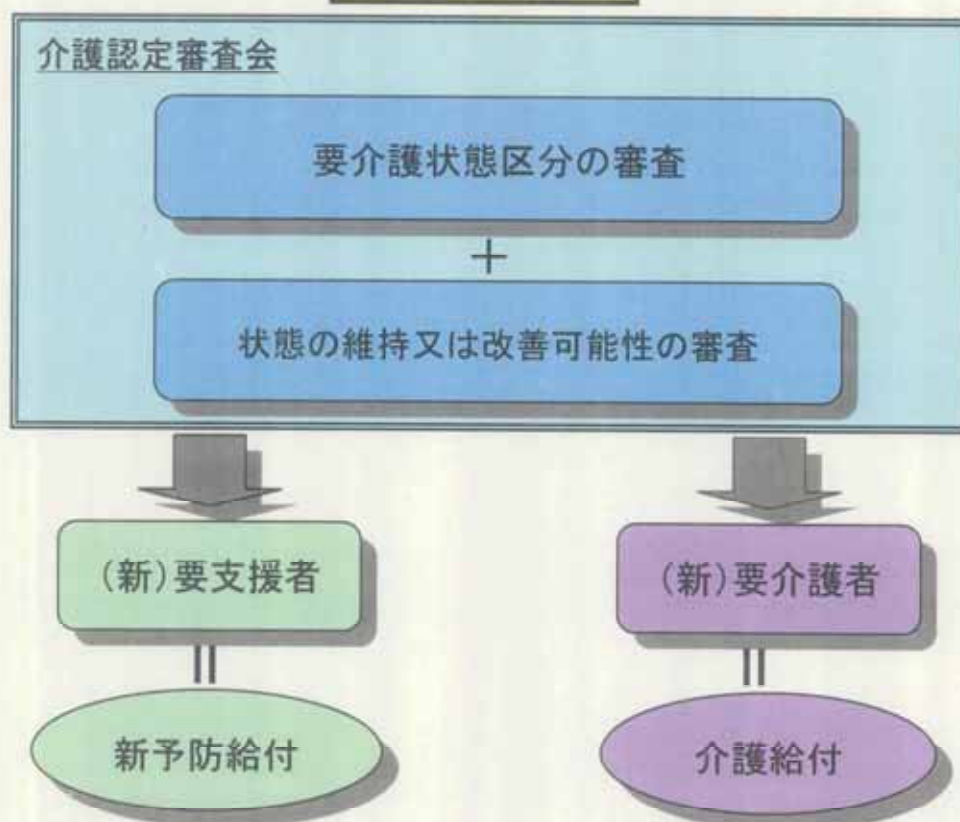 介護認定審査会
要介護状態区分の審査
＋
状態の維持又は改善可能性の審査
(新)要支援者
(新)要介護者
新予防給付
介護給付